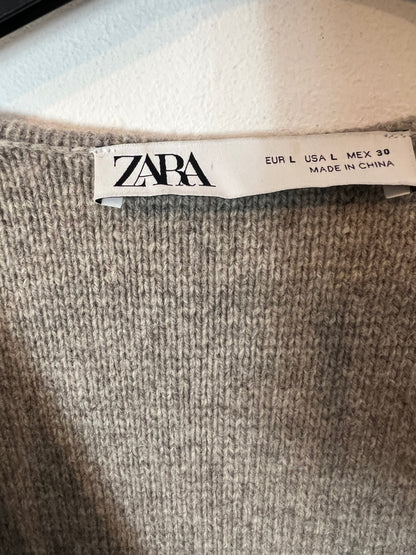 ZARA
EUR L USA L MEX 30
MADE IN CHINA